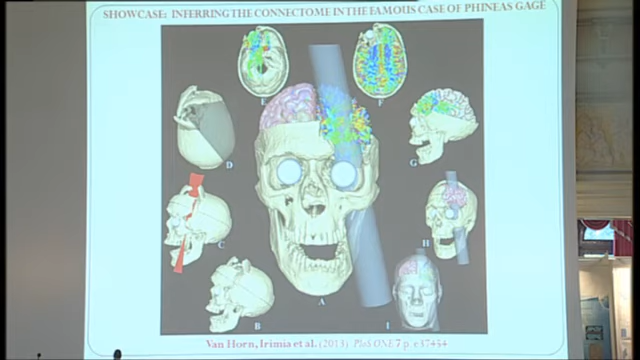 SHOWCASE: INFERRING THE CONNECTOME IN THE FAMOUS CASE OF PHINEAS GAGE
E
F
D
G
C
H
B
A
I
Van Horn, Irimia et al. (2013) PloS ONE 7 p. e37454